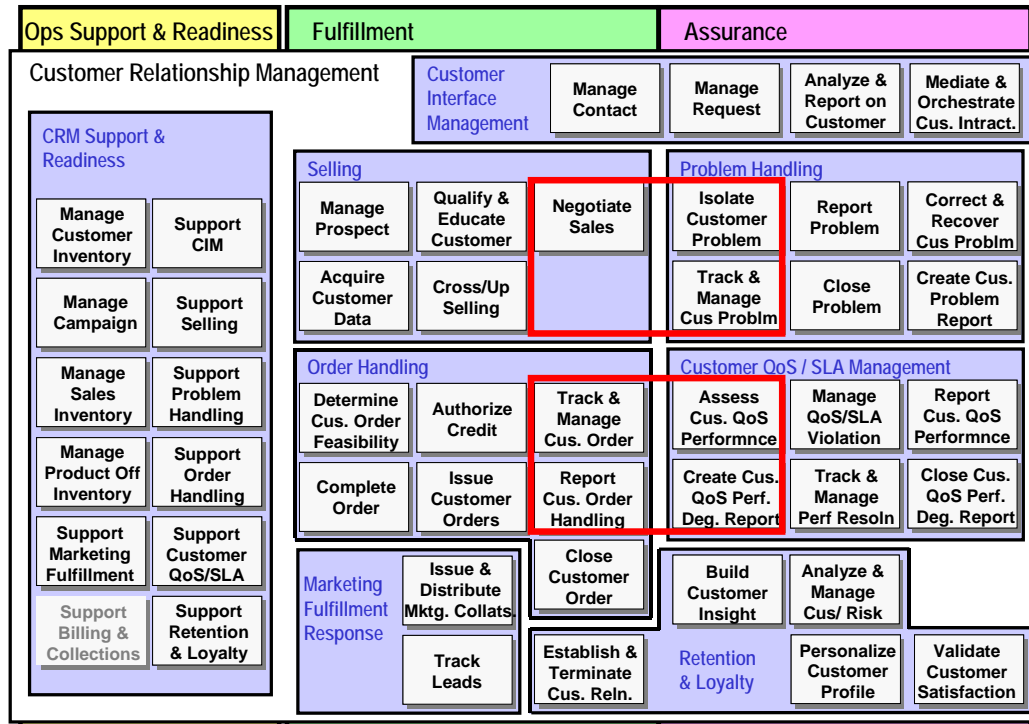 Ops Support & Readiness
Fulfillment
Assurance
Customer Relationship Management
Customer
Interface
Management
Manage
Contact
Manage
Request
Analyze &
Report on
Customer
Mediate &
Orchestrate
Cus. Intract.
CRM Support &
Readiness
Manage
Customer
Inventory
Support
CIM
Manage
Campaign
Support
Selling
Manage
Sales
Inventory
Support
Problem
Handling
Manage
Product Off
Inventory
Support
Order
Handling
Support
Marketing
Fulfillment
Support
Customer
QoS/SLA
Support
Billing &
Collections
Support
Retention
& Loyalty
Selling
Manage
Prospect
Qualify &
Educate
Customer
Negotiate
Sales
Acquire
Customer
Data
Cross/Up
Selling
Problem Handling
Isolate
Customer
Problem
Report
Problem
Correct &
Recover
Cus Problm
Track &
Manage
Cus Problm
Close
Problem
Create Cus.
Problem
Report
Order Handling
Determine
Cus. Order
Feasibility
Authorize
Credit
Track &
Manage
Cus. Order
Complete
Order
Issue
Customer
Orders
Report
Cus. Order
Handling
Close
Customer
Order
Customer QoS / SLA Management
Assess
Cus. QoS
Performnce
Manage
QoS/SLA
Violation
Report
Cus. QoS
Performnce
Create Cus.
QoS Perf.
Deg. Report
Track &
Manage
Perf Resoln
Close Cus.
QoS Perf.
Deg. Report
Marketing
Fulfillment
Response
Issue &
Distribute
Mktg. Collats.
Track
Leads
Build
Customer
Insight
Analyze &
Manage
Cus/ Risk
Establish &
Terminate
Cus. Reln.
Retention
& Loyalty
Personalize
Customer
Profile
Validate
Customer
Satisfaction